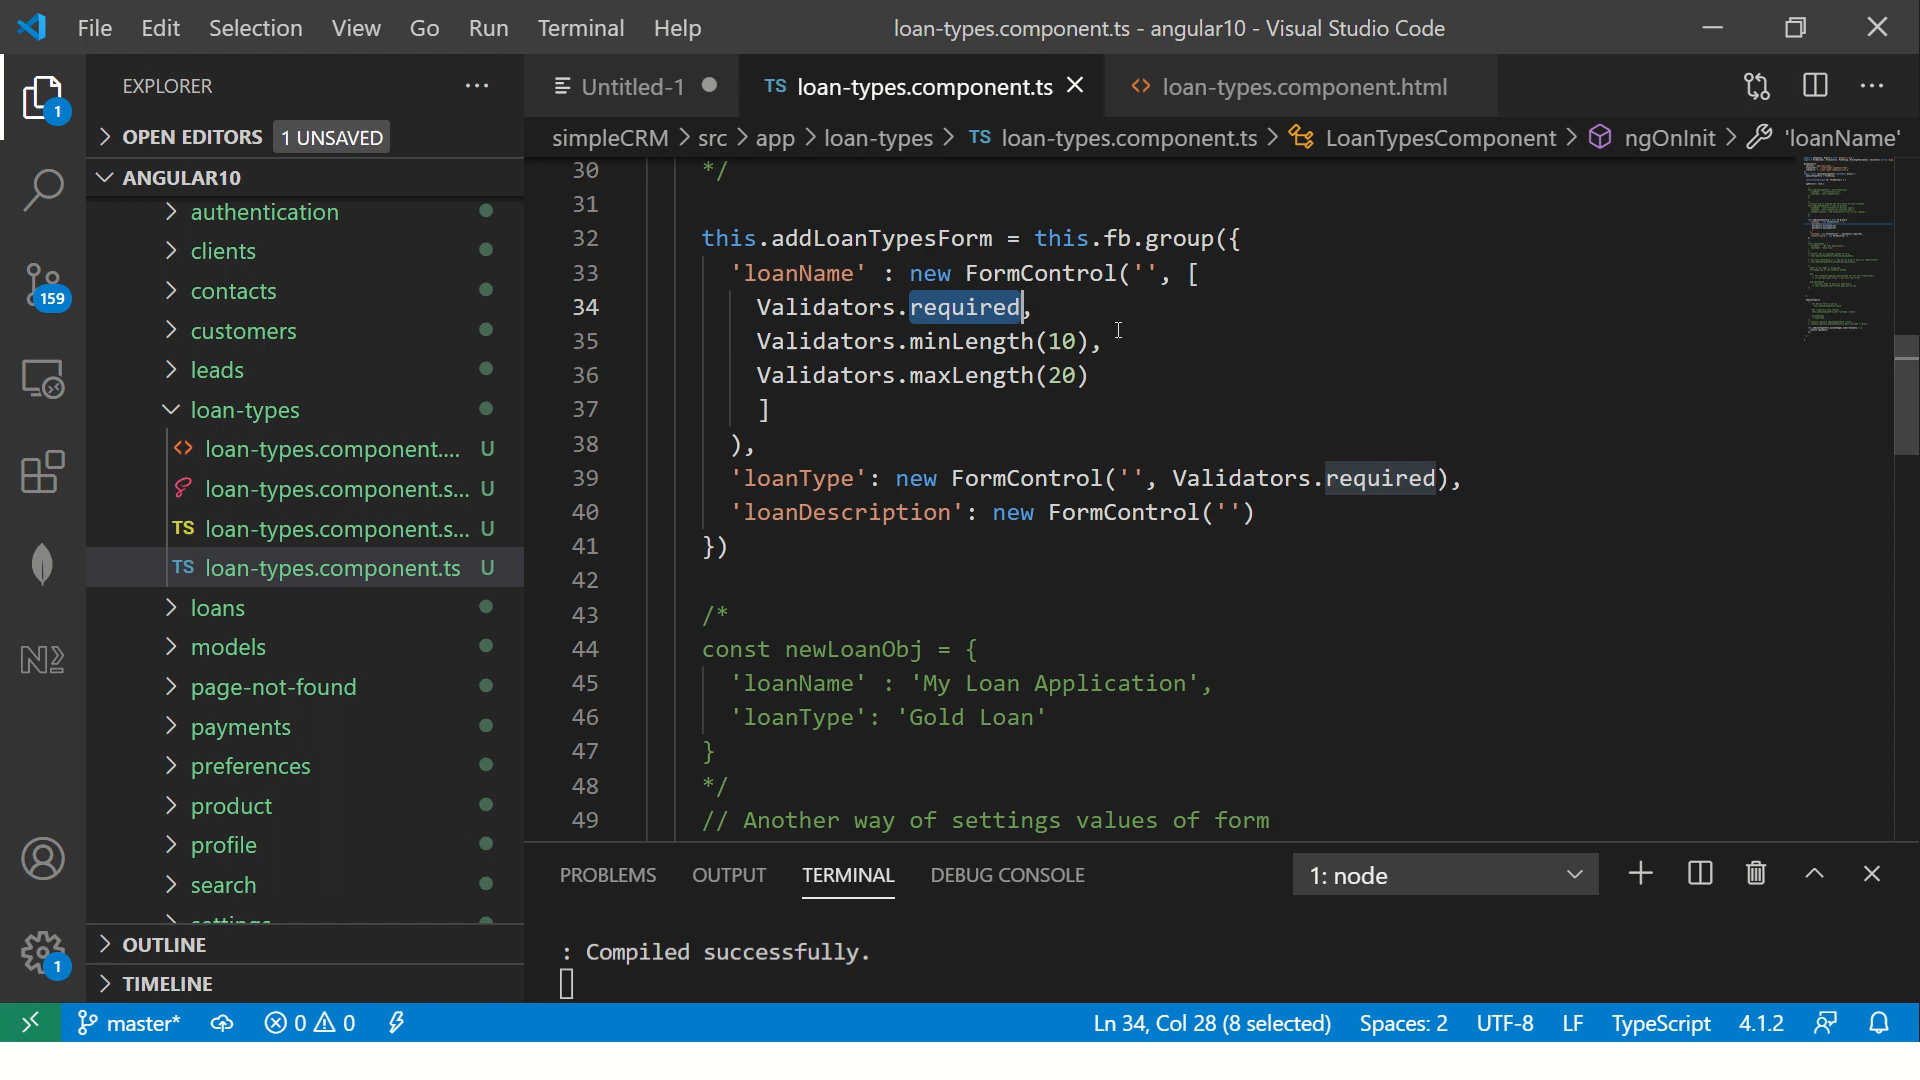 File Edit Selection View Go Run Terminal Help loan-types.component.ts - angular10 - Visual Studio Code
EXPLORER
Untitled-1
TS loan-types.component.ts
loan-types.component.html
OPEN EDITORS 1 UNSAVED
simpleCRM > src > app > loan-types > TS loan-types.component.ts > LoanTypesComponent > ngOnInit > 'loanName'
ANGULAR10
authentication
clients
contacts
customers
leads
loan-types
loan-types.component.... U
loan-types.component.s... U
TS loan-types.component.s... U
TS loan-types.component.ts U
loans
models
page-not-found
payments
preferences
product
profile
search
settings
OUTLINE
TIMELINE
1
159
1
30 */
31
32 this.addLoanTypesForm = this.fb.group({
33 'loanName' : new FormControl('', [
34 Validators.required,
35 Validators.minLength(10),
36 Validators.maxLength(20)
37 ]
38 ),
39 'loanType': new FormControl('', Validators.required),
40 'loanDescription': new FormControl('')
41 })
42
43 /*
44 const newLoanObj = {
45 'loanName' : 'My Loan Application',
46 'loanType': 'Gold Loan'
47 }
48 */
49 // Another way of settings values of form
PROBLEMS OUTPUT TERMINAL DEBUG CONSOLE 1: node
: Compiled successfully.
master* 0 0 Ln 34, Col 28 (8 selected) Spaces: 2 UTF-8 LF TypeScript 4.1.2